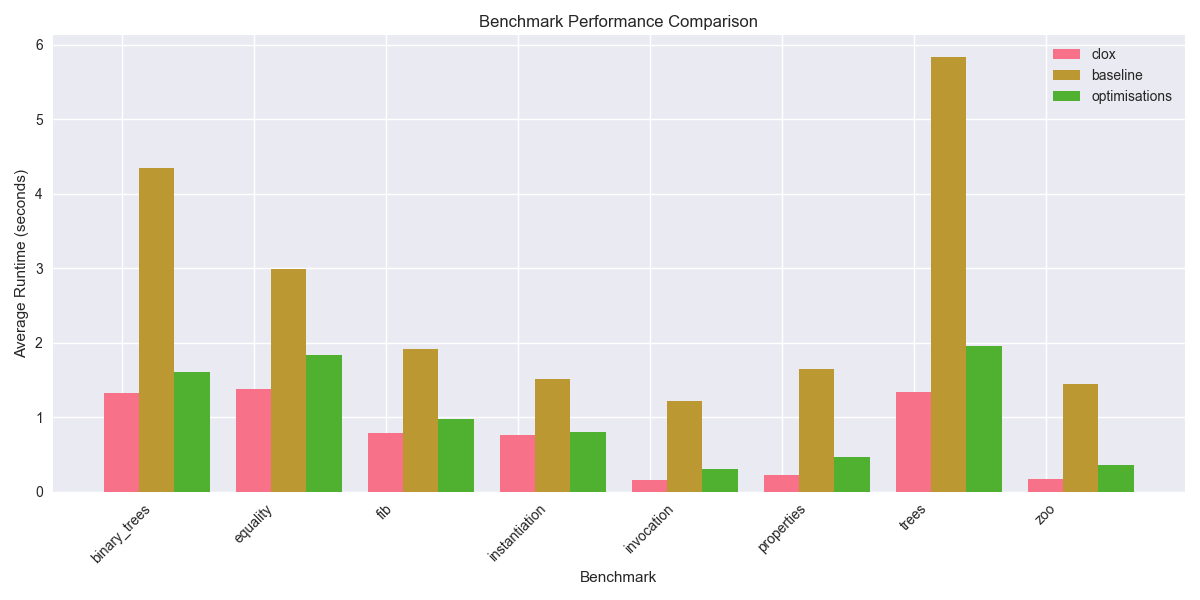 Benchmark Performance Comparison
clox
baseline
optimisations
Average Runtime (seconds)
6
5
4
3
2
1
0
binary_trees
equality
fib
instantiation
invocation
properties
trees
zoo
Benchmark